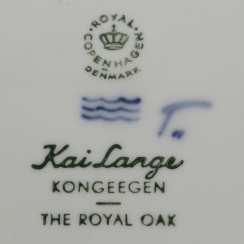 ROYAL
COPENHAGEN
DENMARK
T.
Kai Lange
KONGEEGEN
THE ROYAL OAK